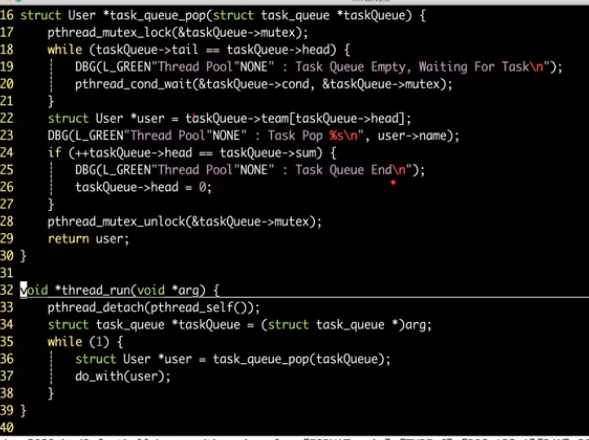 16 struct User *task_queue_pop(struct task_queue *taskQueue) {
17     pthread_mutex_lock(&taskQueue->mutex);
18     while (taskQueue->tail == taskQueue->head) {
19         DBG(L_GREEN"Thread Pool"NONE" : Task Queue Empty, Waiting For Task\n");
20         pthread_cond_wait(&taskQueue->cond, &taskQueue->mutex);
21     }
22     struct User *user = taskQueue->team[taskQueue->head];
23     DBG(L_GREEN"Thread Pool"NONE" : Task Pop %s\n", user->name);
24     if (++taskQueue->head == taskQueue->sum) {
25         DBG(L_GREEN"Thread Pool"NONE" : Task Queue End\n");
26         taskQueue->head = 0;
27     }
28     pthread_mutex_unlock(&taskQueue->mutex);
29     return user;
30 }
31
32 void *thread_run(void *arg) {
33     pthread_detach(pthread_self());
34     struct task_queue *taskQueue = (struct task_queue *)arg;
35     while (1) {
36         struct User *user = task_queue_pop(taskQueue);
37         do_with(user);
38     }
39 }
40